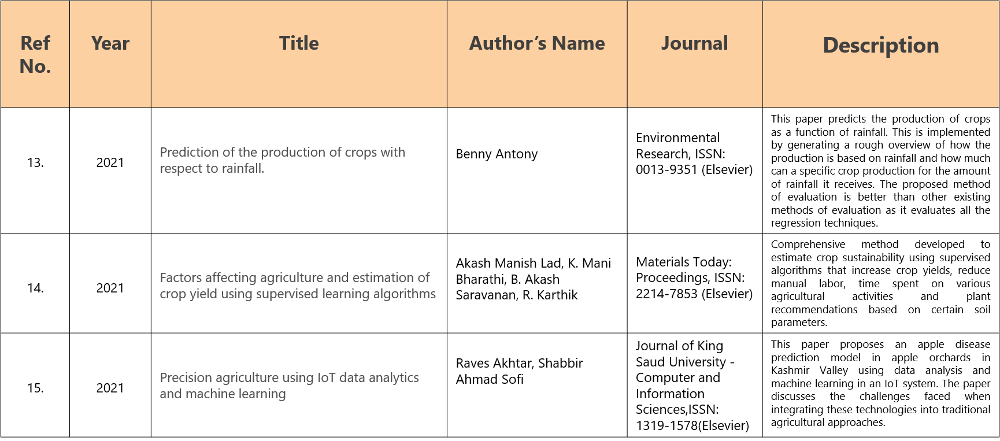 Ref
No.
Year
Title
Author’s Name
Journal
Description
13.
2021
Prediction of the production of crops with
respect to rainfall.
Benny Antony
Environmental
Research, ISSN:
0013-9351 (Elsevier)
This paper predicts the production of crops
as a function of rainfall. This is implemented
by generating a rough overview of how the
production is based on rainfall and how much
can a specific crop production for the amount
of rainfall it receives. The proposed method
of evaluation is better than other existing
methods of evaluation as it evaluates all the
regression techniques.
14.
2021
Factors affecting agriculture and estimation of
crop yield using supervised learning algorithms
Akash Manish Lad, K. Mani
Bharathi, B. Akash
Saravanan, R. Karthik
Materials Today:
Proceedings, ISSN:
2214-7853 (Elsevier)
Comprehensive method developed to
estimate crop sustainability using supervised
algorithms that increase crop yields, reduce
manual labor, time spent on various
agricultural activities and plant
recommendations based on certain soil
parameters.
15.
2021
Precision agriculture using IoT data analytics
and machine learning
Raves Akhtar, Shabbir
Ahmad Sofi
Journal of King
Saud University -
Computer and
Information
Sciences,ISSN:
1319-1578(Elsevier)
This paper proposes an apple disease
prediction model in apple orchards in
Kashmir Valley using data analysis and
machine learning in an IoT system. The paper
discusses the challenges faced when
integrating these technologies into traditional
agricultural approaches.